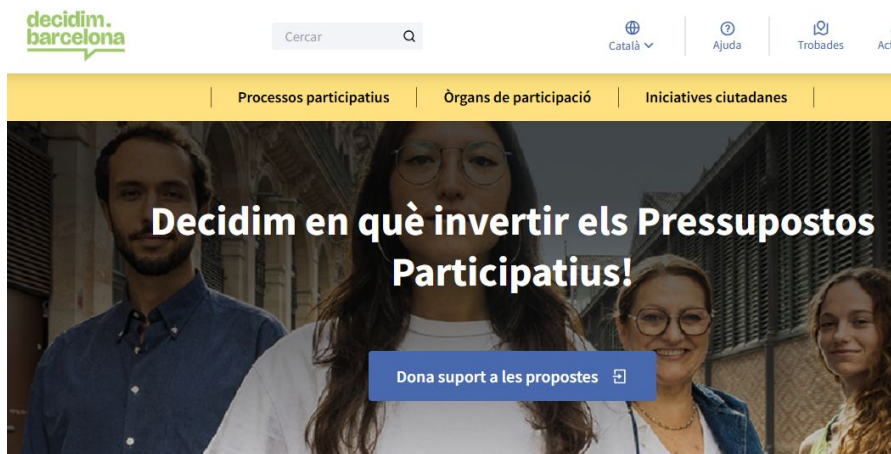 decidim.
barcelona
Cercar
Català
Ajuda
Trobades
Processos participatius
Òrgans de participació
Iniciatives ciutadanes
Decidim en què invertir els Pressupostos
Participatius!
Dona suport a les propostes